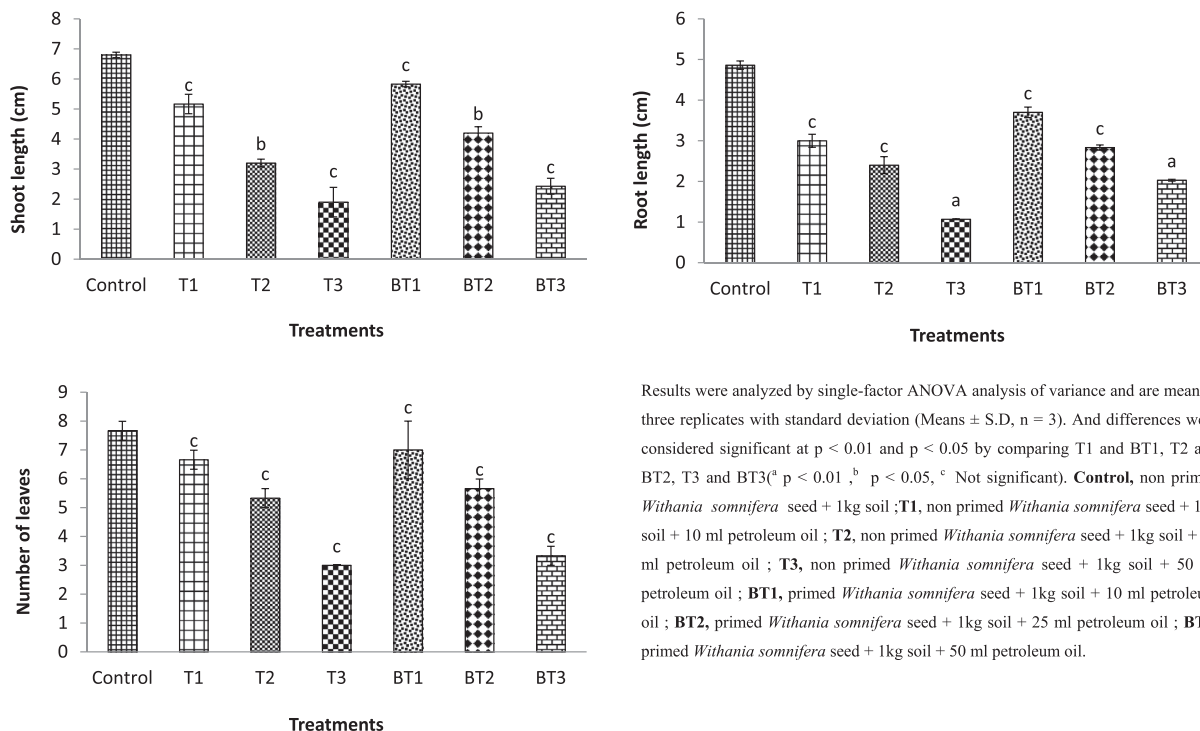 8
7
6
5
4
3
2
1
0
Shoot length (cm)
c
b
c
c
b
c
Control T1 T2 T3 BT1 BT2 BT3
Treatments
6
5
4
3
2
1
0
Root length (cm)
c
c
a
c
c
a
Control T1 T2 T3 BT1 BT2 BT3
Treatments
9
8
7
6
5
4
3
2
1
0
Number of leaves
c
c
c
c
c
c
Control T1 T2 T3 BT1 BT2 BT3
Treatments
Results were analyzed by single-factor ANOVA analysis of variance and are mean
three replicates with standard deviation (Means ± S.D, n = 3). And differences we
considered significant at p < 0.01 and p < 0.05 by comparing T1 and BT1, T2 a
BT2, T3 and BT3(ᵃ p < 0.01 ,ᵇ p < 0.05, ᶜ Not significant). Control, non prim
Withania somnifera seed + 1kg soil ;T1, non primed Withania somnifera seed + 1
soil + 10 ml petroleum oil ; T2, non primed Withania somnifera seed + 1kg soil +
ml petroleum oil ; T3, non primed Withania somnifera seed + 1kg soil + 50
petroleum oil ; BT1, primed Withania somnifera seed + 1kg soil + 10 ml petroleu
oil ; BT2, primed Withania somnifera seed + 1kg soil + 25 ml petroleum oil ; BT
primed Withania somnifera seed + 1kg soil + 50 ml petroleum oil.